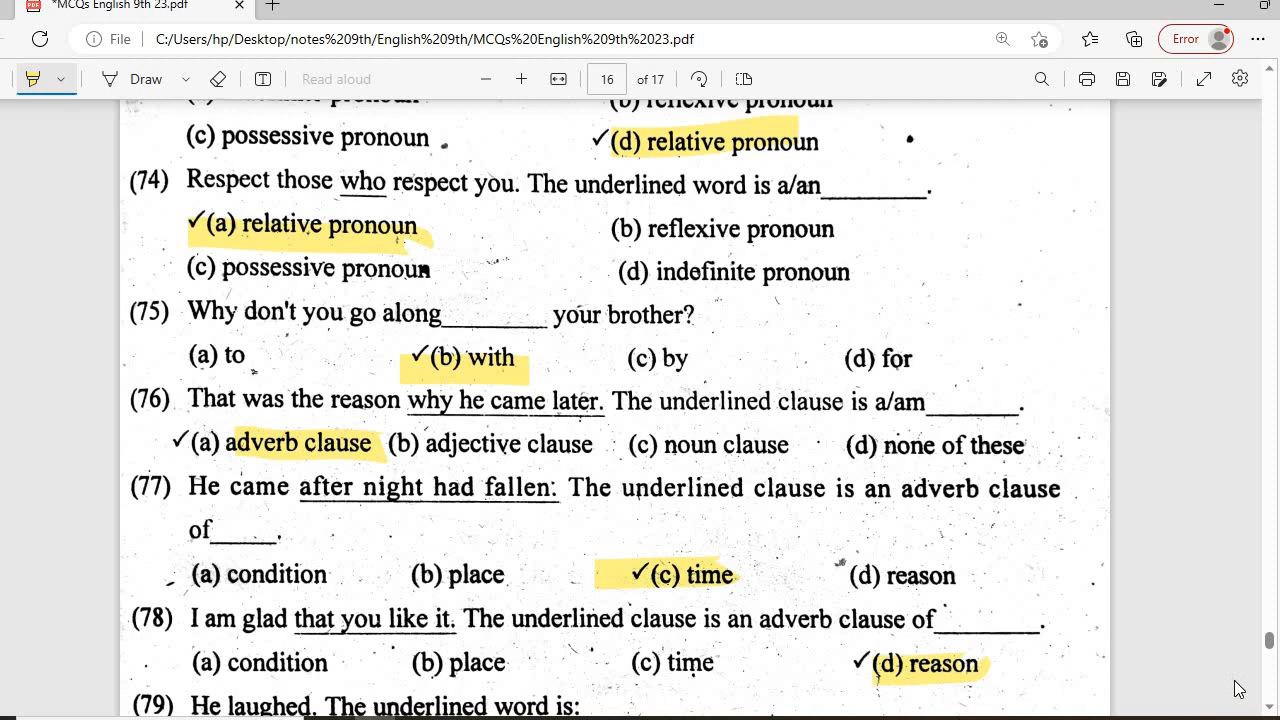 *MCQs English 9th 23.pdf
File C:/Users/hp/Desktop/notes%209th/English%209th/MCQs%20English%209th%2023.pdf Error
Draw Read aloud 16 of 17
(b) reflexive pronoun
(c) possessive pronoun ✓(d) relative pronoun
(74) Respect those who respect you. The underlined word is a/an________.
✓(a) relative pronoun (b) reflexive pronoun
(c) possessive pronoun (d) indefinite pronoun
(75) Why don't you go along________ your brother?
(a) to ✓(b) with (c) by (d) for
(76) That was the reason why he came later. The underlined clause is a/am_______.
✓(a) adverb clause (b) adjective clause (c) noun clause (d) none of these
(77) He came after night had fallen: The underlined clause is an adverb clause
of_____.
(a) condition (b) place ✓(c) time (d) reason
(78) I am glad that you like it. The underlined clause is an adverb clause of________.
(a) condition (b) place (c) time ✓(d) reason
(79) He laughed. The underlined word is: